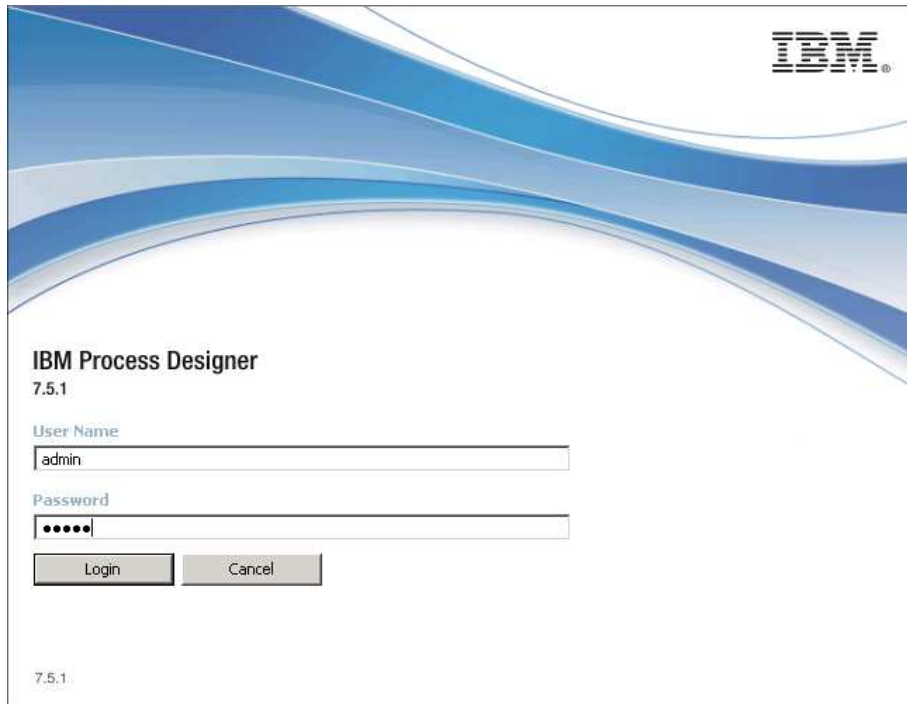 IBM®
IBM Process Designer
7.5.1
User Name
admin
Password
•••••
Login Cancel
7.5.1